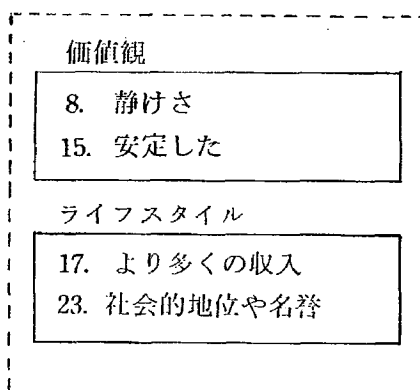 価値観
8. 静けさ
15. 安定した
ライフスタイル
17. より多くの収入
23. 社会的地位や名誉